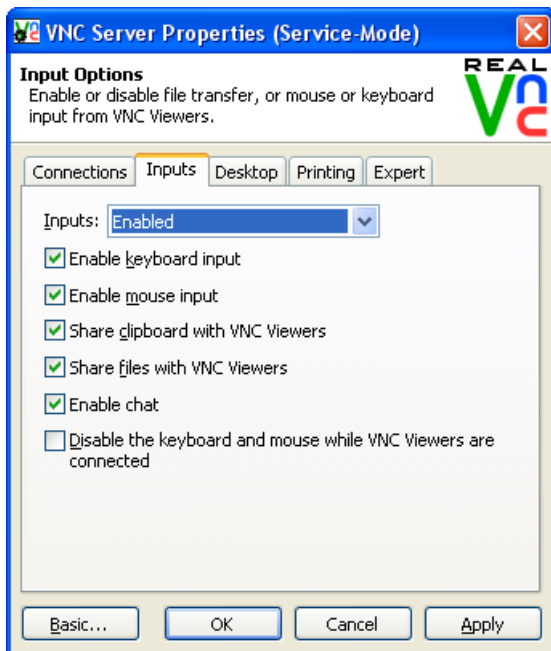 VNC Server Properties (Service-Mode)
Input Options
Enable or disable file transfer, or mouse or keyboard
input from VNC Viewers.
REAL
VNC
Connections Inputs Desktop Printing Expert
Inputs: Enabled
Enable keyboard input
Enable mouse input
Share clipboard with VNC Viewers
Share files with VNC Viewers
Enable chat
Disable the keyboard and mouse while VNC Viewers are
connected
Basic... OK Cancel Apply